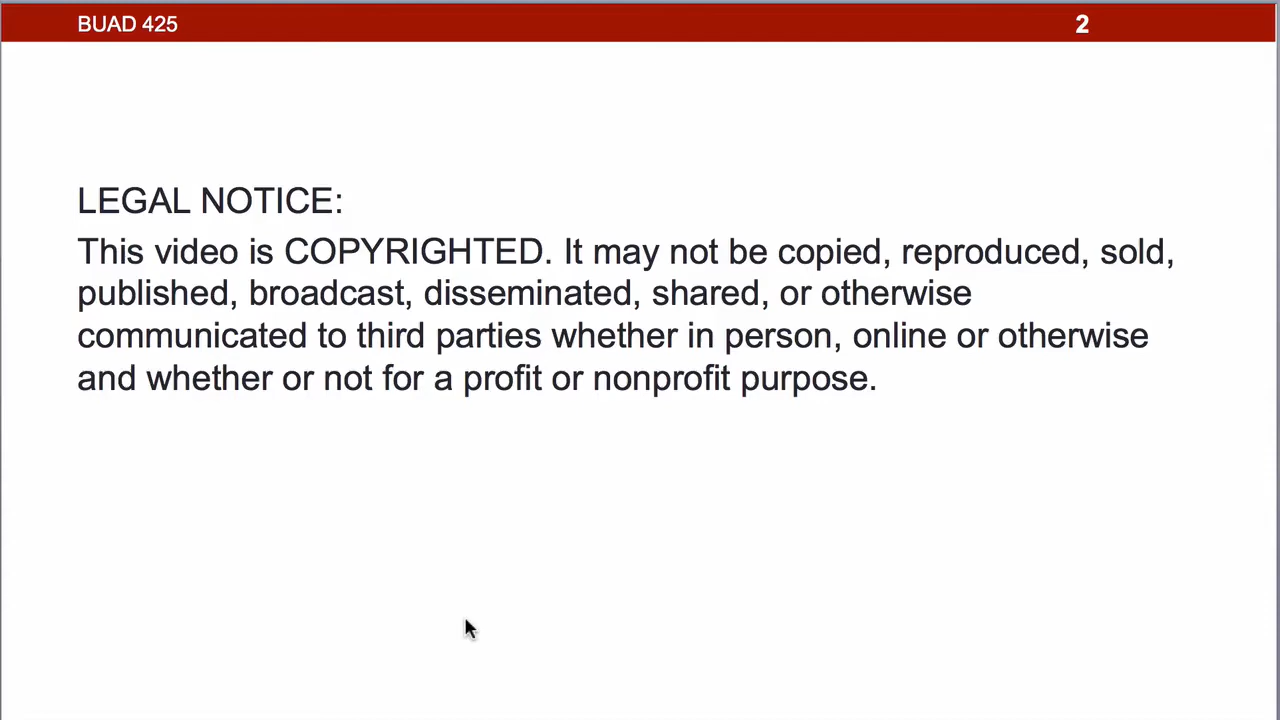 BUAD 425
2
LEGAL NOTICE:
This video is COPYRIGHTED. It may not be copied, reproduced, sold,
published, broadcast, disseminated, shared, or otherwise
communicated to third parties whether in person, online or otherwise
and whether or not for a profit or nonprofit purpose.